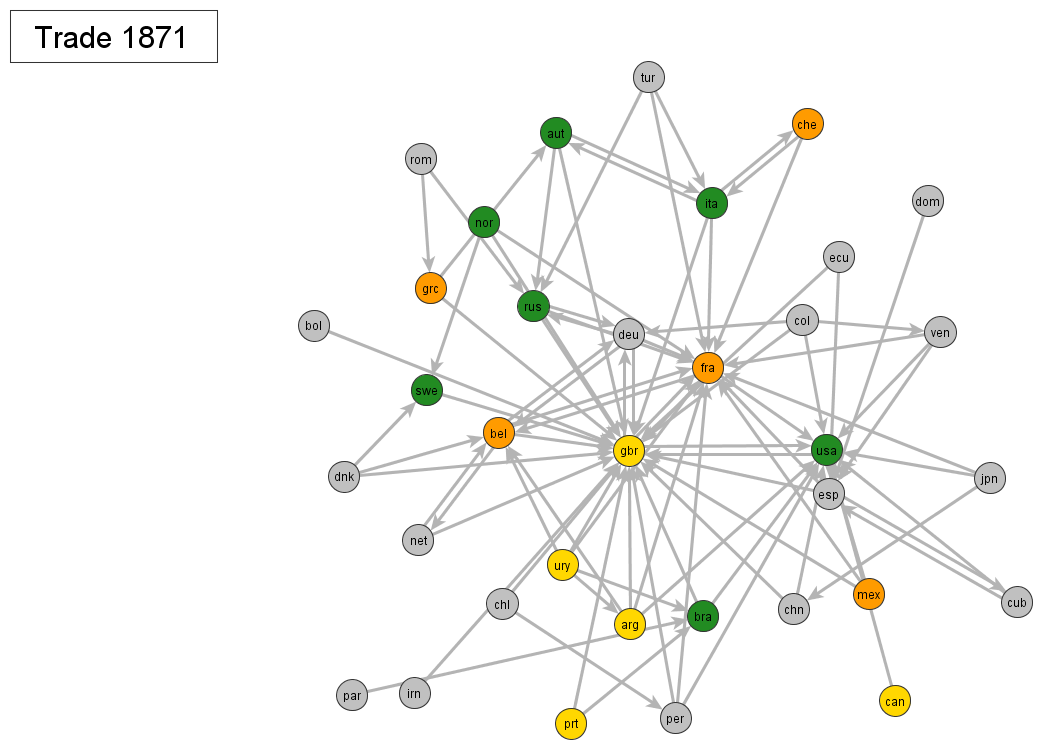 Trade 1871
tur
aut
che
rom
ita
dom
nor
ecu
grc
rus
bol
col
deu
ven
fra
swe
bel
gbr
usa
dnk
jpn
esp
net
ury
mex
chl
cub
chn
bra
arg
par
irn
can
per
prt